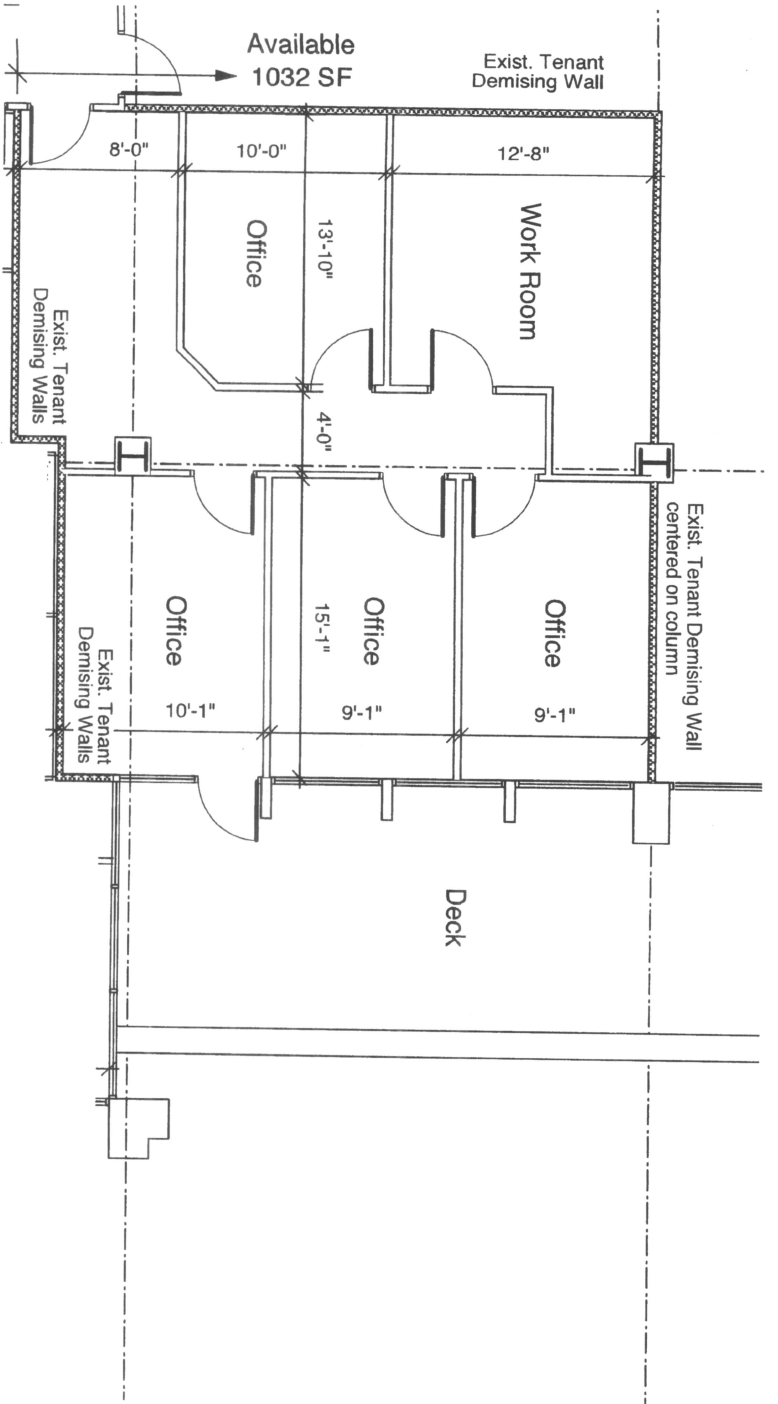 Available
1032 SF
Exist. Tenant
Demising Wall
8'-0"
10'-0"
12'-8"
Office
13'-10"
Work Room
Exist. Tenant
Demising Walls
4'-0"
Exist. Tenant Demising Wall
centered on column
Office
15'-1"
Office
Office
Exist. Tenant
Demising Walls
10'-1"
9'-1"
9'-1"
Deck